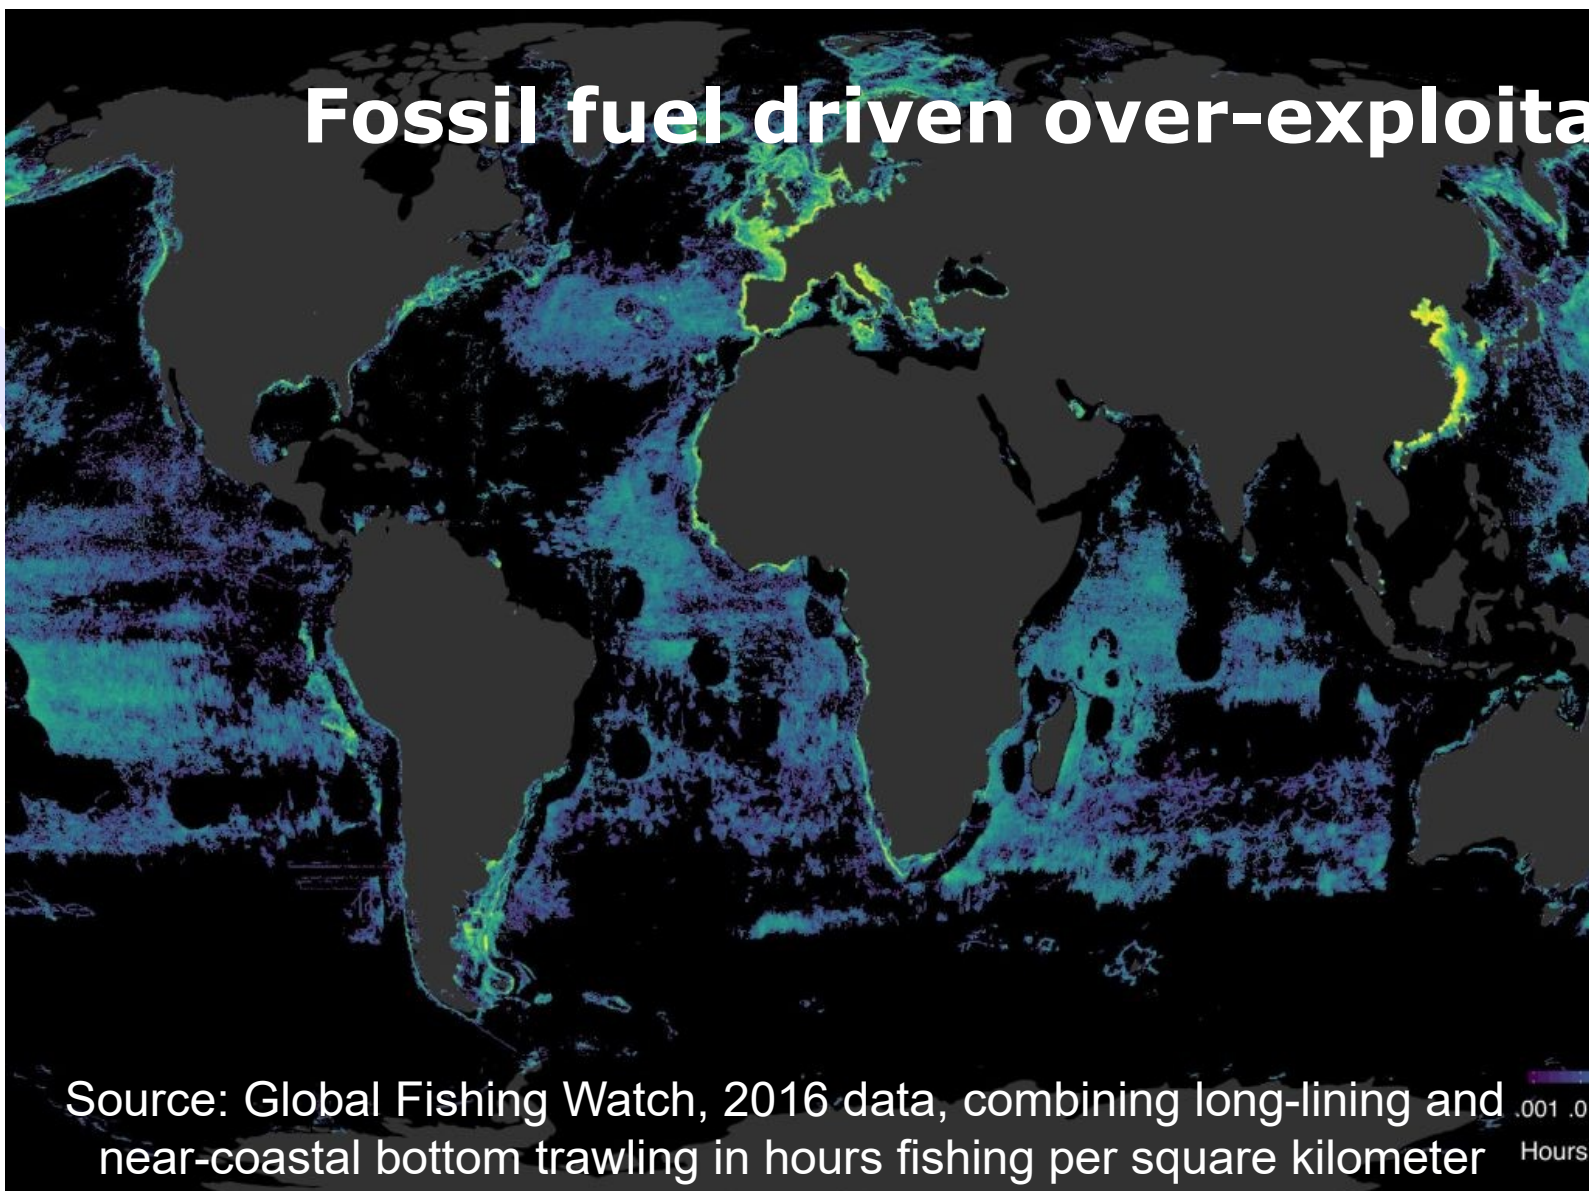 Fossil fuel driven over-exploita
Source: Global Fishing Watch, 2016 data, combining long-lining and
near-coastal bottom trawling in hours fishing per square kilometer
.001 .0
Hours